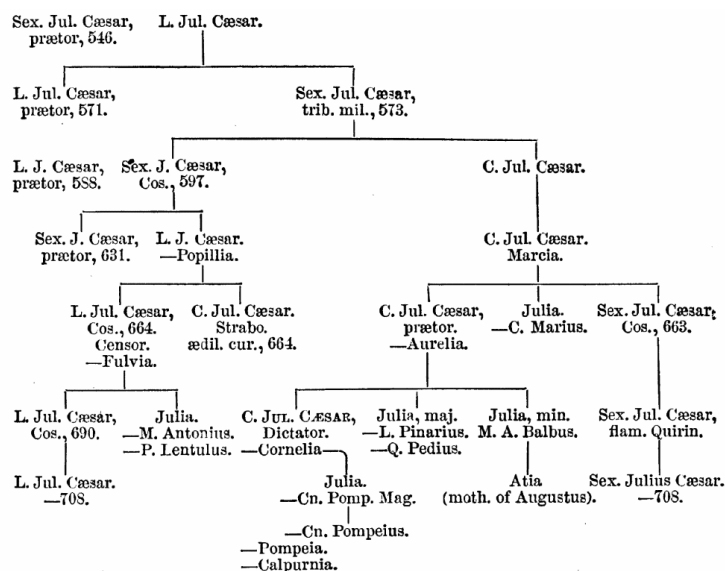 Sex. Jul. Cæsar, L. Jul. Cæsar.
prætor, 546.
L. Jul. Cæsar, Sex. Jul. Cæsar,
prætor, 571. trib. mil., 573.
L. J. Cæsar, Sex. J. Cæsar, C. Jul. Cæsar.
prætor, 588. Cos., 597.
Sex. J. Cæsar, L. J. Cæsar. C. Jul. Cæsar.
prætor, 631. —Popillia. Marcia.
L. Jul. Cæsar, C. Jul. Cæsar. C. Jul. Cæsar, Julia. Sex. Jul. Cæsar,
Cos., 664. Strabo. prætor. —C. Marius. Cos., 663.
Censor. ædil. cur., 664. —Aurelia.
—Fulvia.
L. Jul. Cæsar, Julia. C. JUL. CÆSAR, Julia, maj. Julia, min. Sex. Jul. Cæsar,
Cos., 690. —M. Antonius. Dictator. —L. Pinarius. M. A. Balbus. flam. Quirin.
—P. Lentulus. —Cornelia —Q. Pedius.
L. Jul. Cæsar. Julia. Atia Sex. Julius Cæsar.
—708. —Cn. Pomp. Mag. (moth. of Augustus). —708.
—Cn. Pompeius.
—Pompeia.
—Calpurnia.